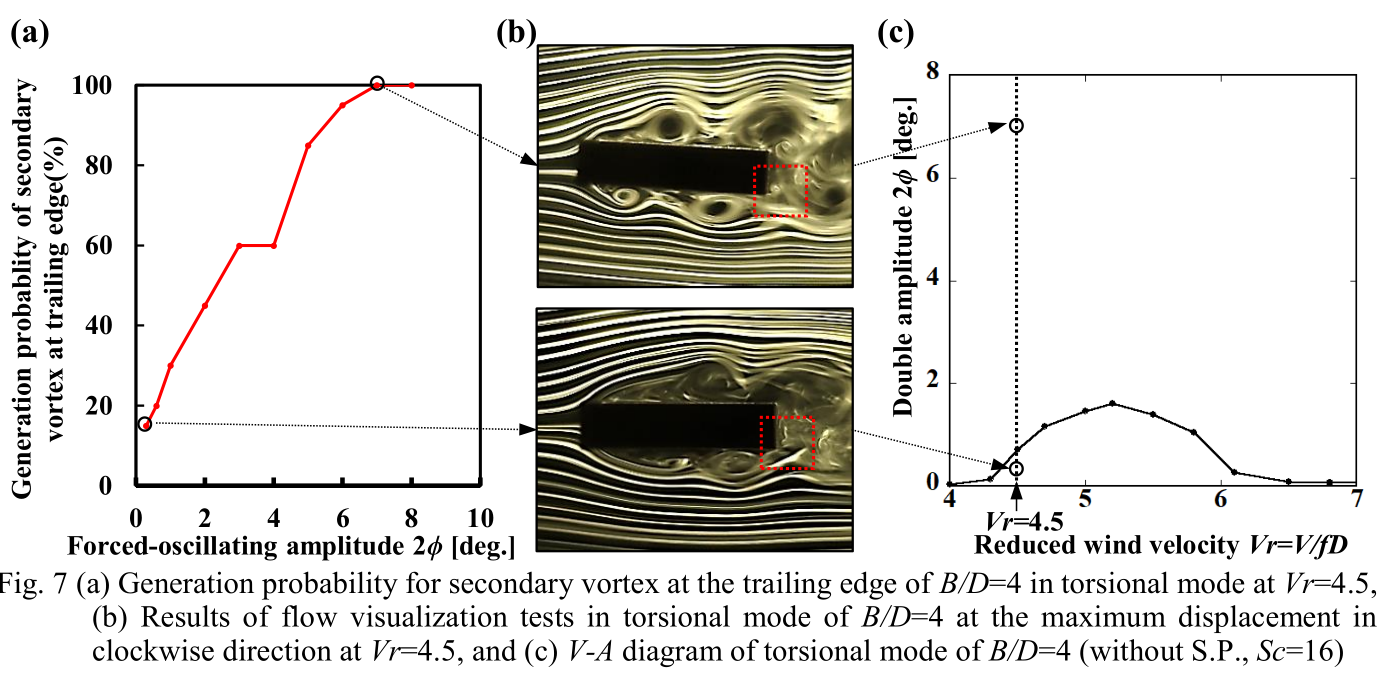 (a)
(b)
(c)
Generation probablity of secondary
vortex at trailing edge(%)
100
80
60
40
20
0
0 2 4 6 8 10
Forced-oscillating amplitude 2ϕ [deg.]
Double amplitude 2ϕ [deg.]
8
6
4
2
0
4 5 6 7
Vr=4.5
Reduced wind velocity Vr=V/fD
Fig. 7 (a) Generation probability for secondary vortex at the trailing edge of B/D=4 in torsional mode at Vr=4.5,
(b) Results of flow visualization tests in torsional mode of B/D=4 at the maximum displacement in
clockwise direction at Vr=4.5, and (c) V-A diagram of torsional mode of B/D=4 (without S.P., Sc=16)